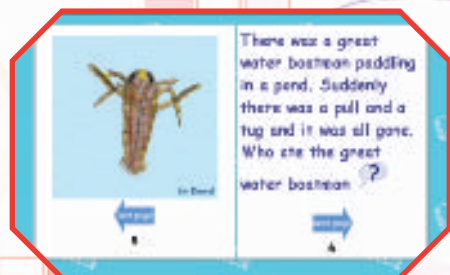 There was a great
water boatman paddling
in a pond. Suddenly
there was a pull and a
tug and it was all gone.
Who ate the great
water boatman ?
4